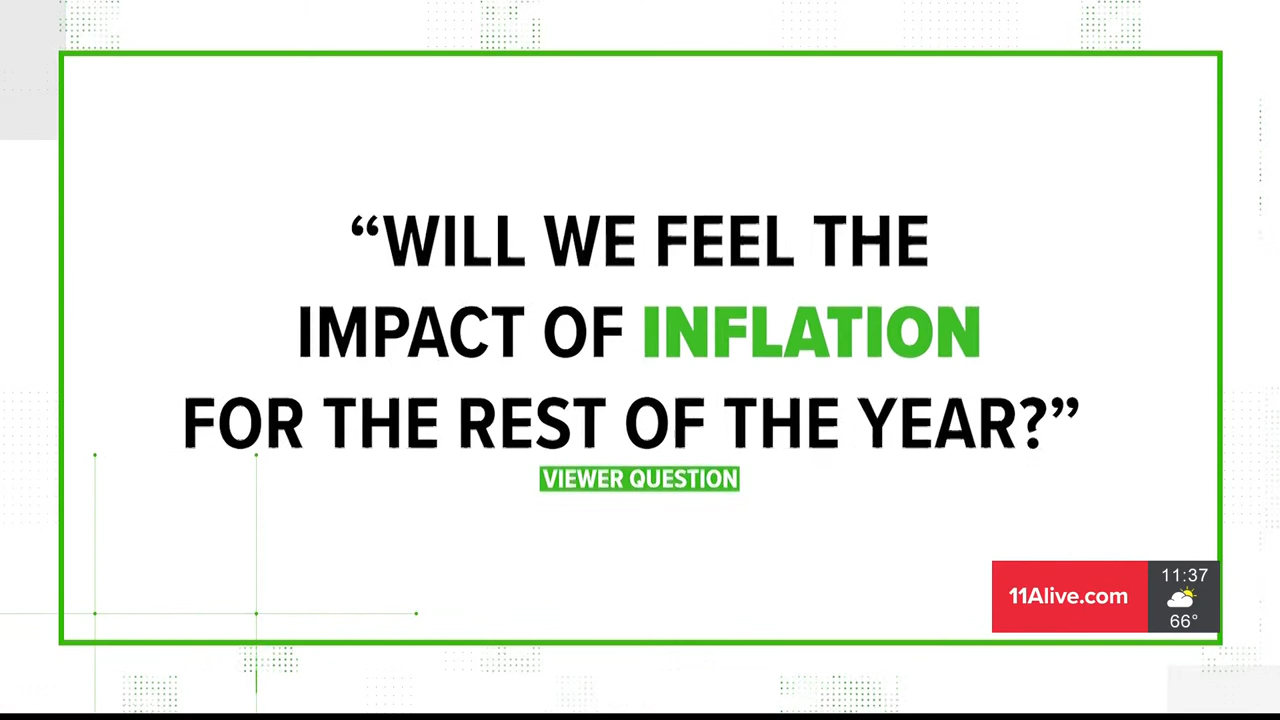 “WILL WE FEEL THE
IMPACT OF INFLATION
FOR THE REST OF THE YEAR?”
VIEWER QUESTION
11Alive.com
11:37
66°